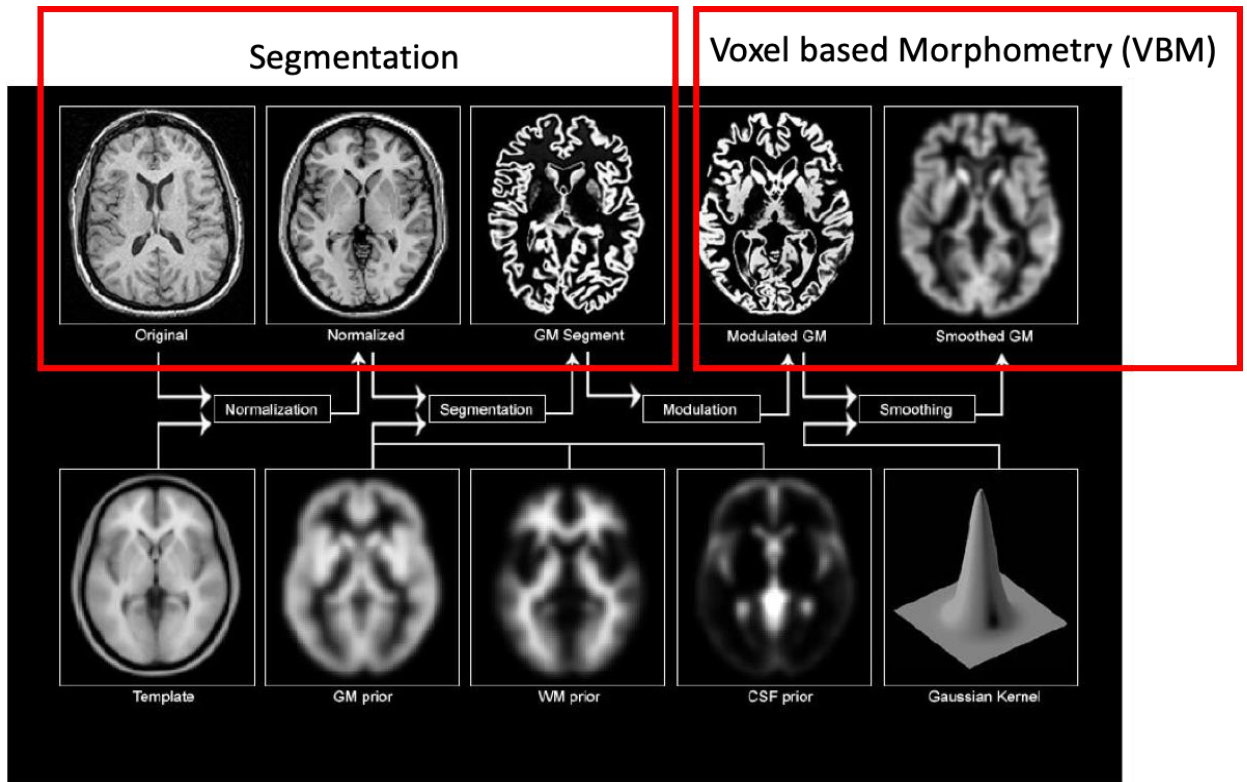 Segmentation
Voxel based Morphometry (VBM)
Original
Normalized
GM Segment
Modulated GM
Smoothed GM
Normalization
Segmentation
Modulation
Smoothing
Template
GM prior
WM prior
CSF prior
Gaussian Kernel